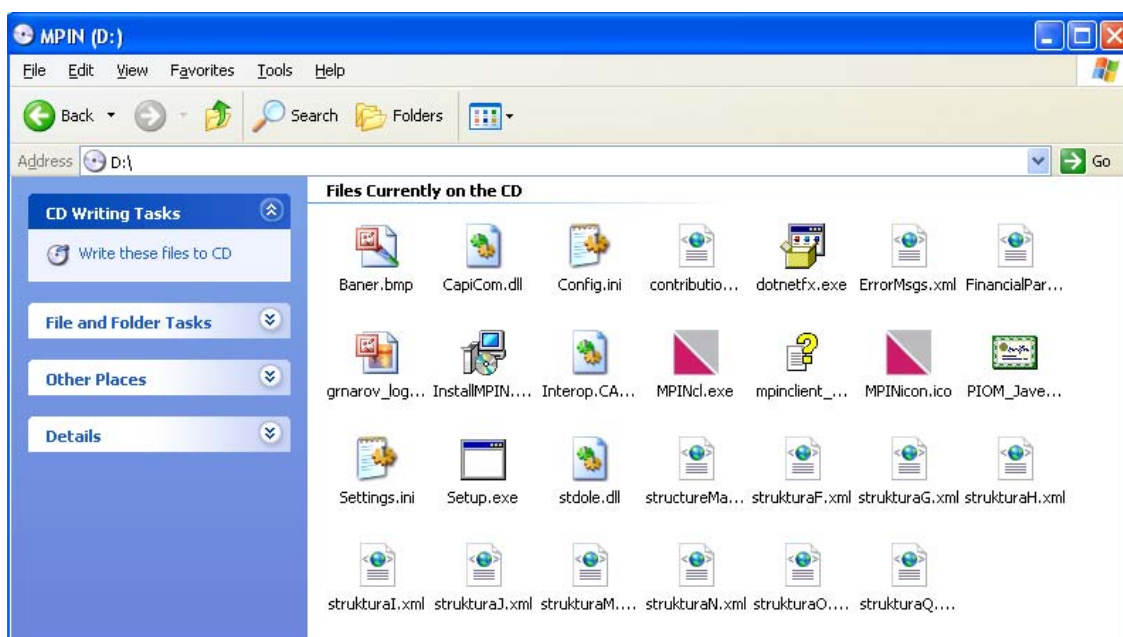 MPIN (D:)
File Edit View Favorites Tools Help
Back Search Folders
Address D:\ Go
Files Currently on the CD
CD Writing Tasks
Write these files to CD
File and Folder Tasks
Other Places
Details
Baner.bmp CapiCom.dll Config.ini contributio... dotnetfx.exe ErrorMsgs.xml FinancialPar...
grnarov_log... InstallMPIN.... Interop.CA... MPINcl.exe mpinclient_... MPINicon.ico PIOM_Jave...
Settings.ini Setup.exe stdole.dll structureMa... strukturaF.xml strukturaG.xml strukturaH.xml
strukturaI.xml strukturaJ.xml strukturaM.... strukturaN.xml strukturaO.... strukturaQ....